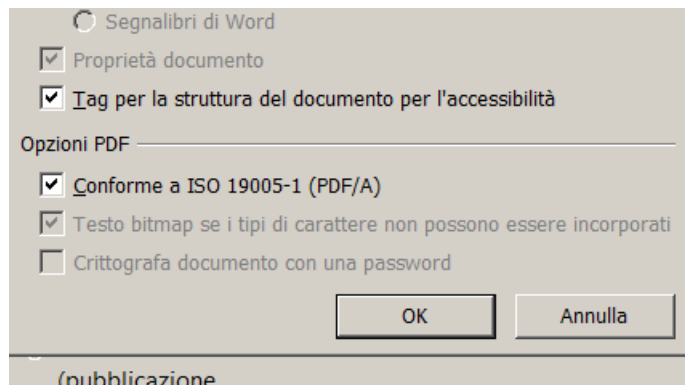 Segnalibri di Word
Proprietà documento
Tag per la struttura del documento per l'accessibilità
Opzioni PDF
Conforme a ISO 19005-1 (PDF/A)
Testo bitmap se i tipi di carattere non possono essere incorporati
Crittografa documento con una password
OK Annulla
(pubblicazione